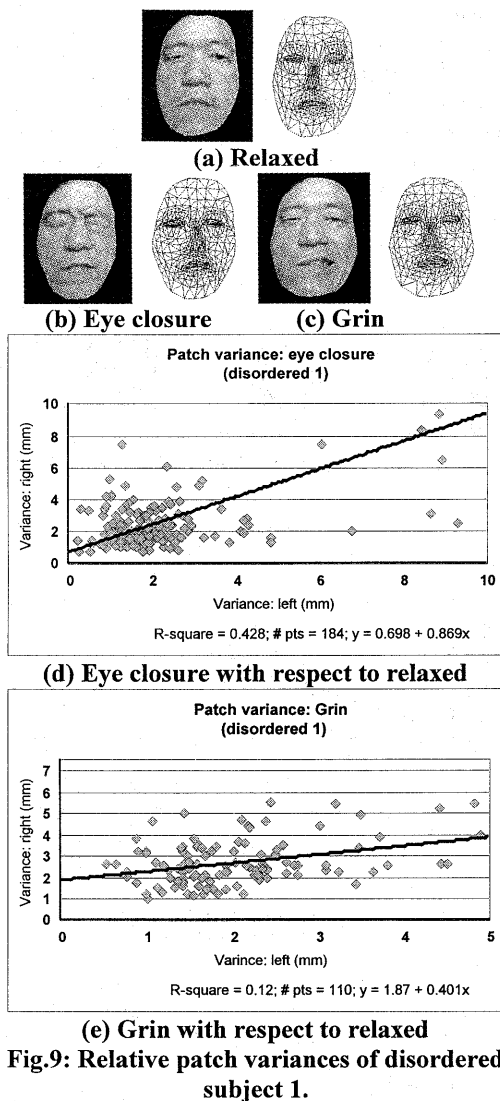 (a) Relaxed
(b) Eye closure (c) Grin
Patch variance: eye closure
(disordered 1)
10
8
6
4
2
0
Variance: right (mm)
0 2 4 6 8 10
Variance: left (mm)
R-square = 0.428; # pts = 184; y = 0.698 + 0.869x
(d) Eye closure with respect to relaxed
Patch variance: Grin
(disordered 1)
7
6
5
4
3
2
1
0
Variance: right (mm)
0 1 2 3 4 5
Varince: left (mm)
R-square = 0.12; # pts = 110; y = 1.87 + 0.401x
(e) Grin with respect to relaxed
Fig.9: Relative patch variances of disordered
subject 1.